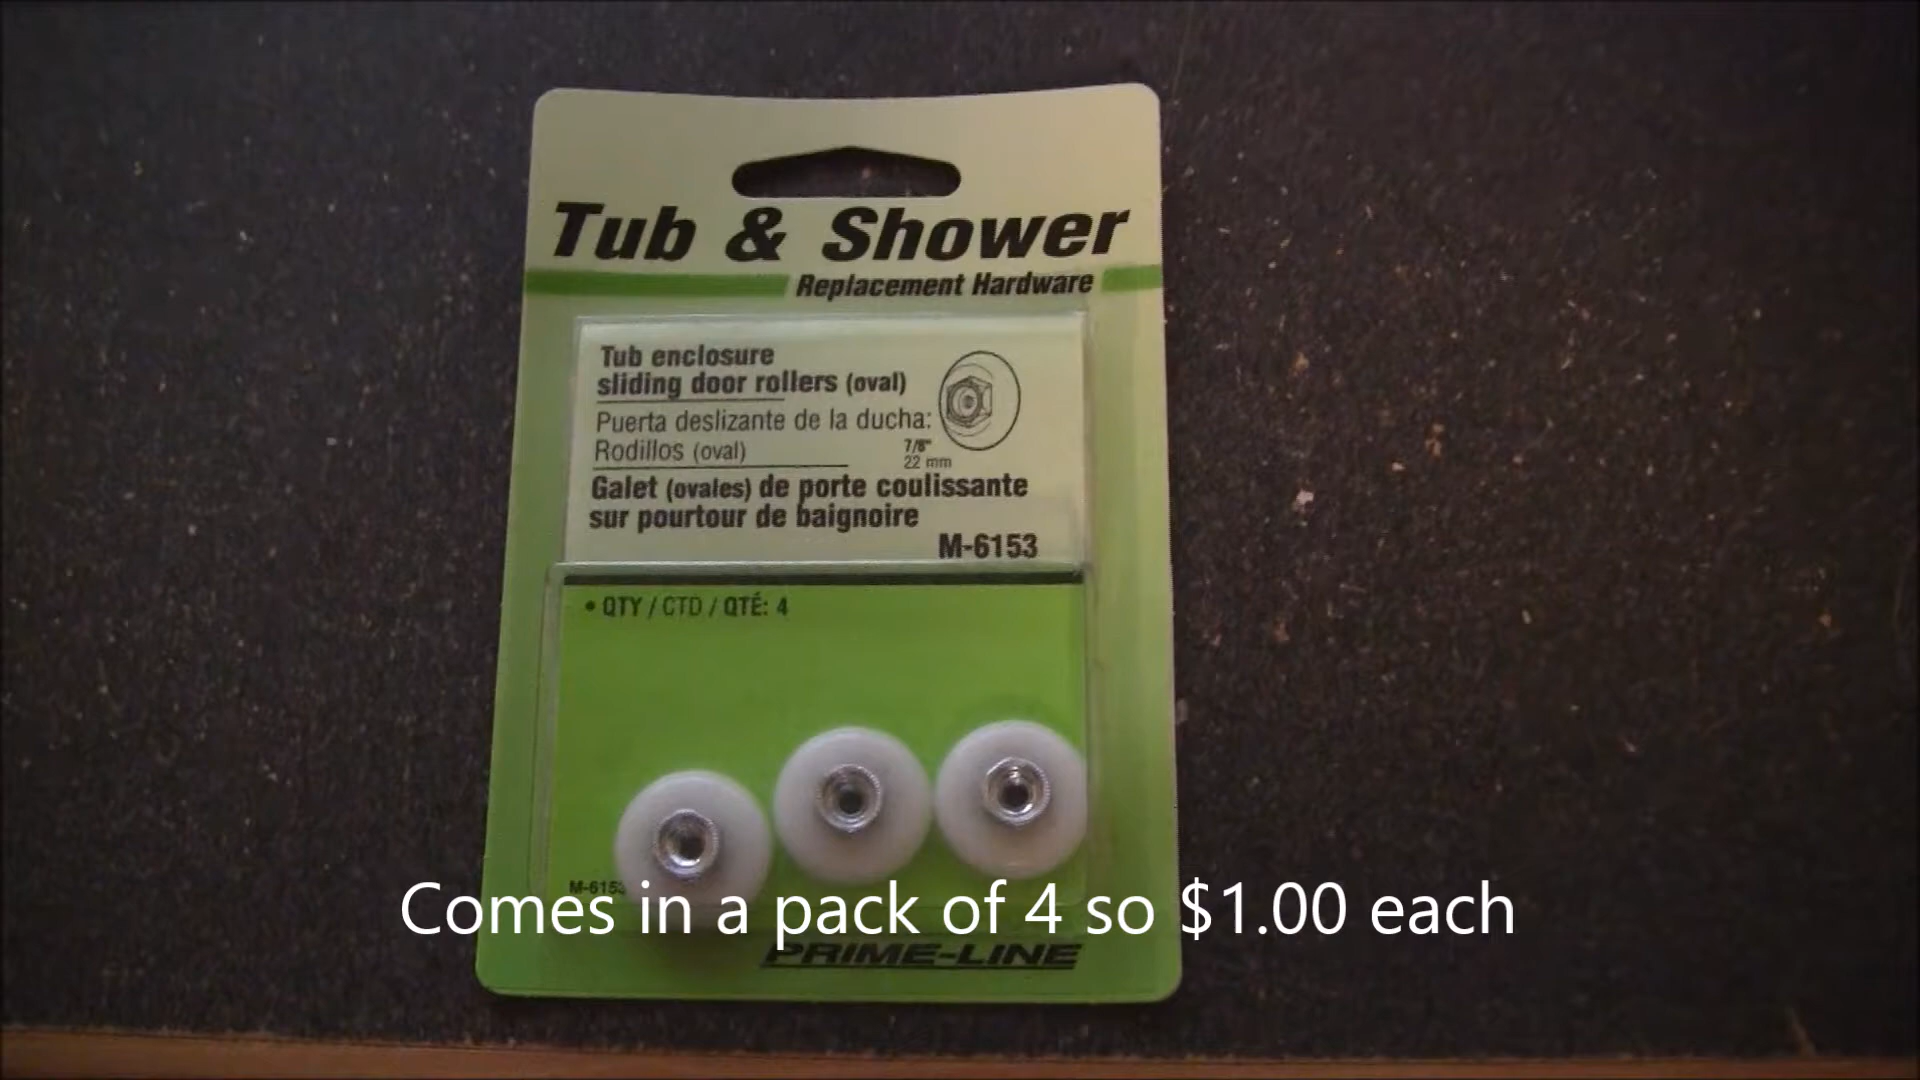 Tub & Shower
Replacement Hardware
Tub enclosure
sliding door rollers (oval)
Puerta deslizante de la ducha:
Rodillos (oval)
7/8"
22 mm
Galet (ovales) de porte coulissante
sur pourtour de baignoire
M-6153
• QTY / CTD / QTÉ: 4
M-6153
Comes in a pack of 4 so $1.00 each
PRIME-LINE